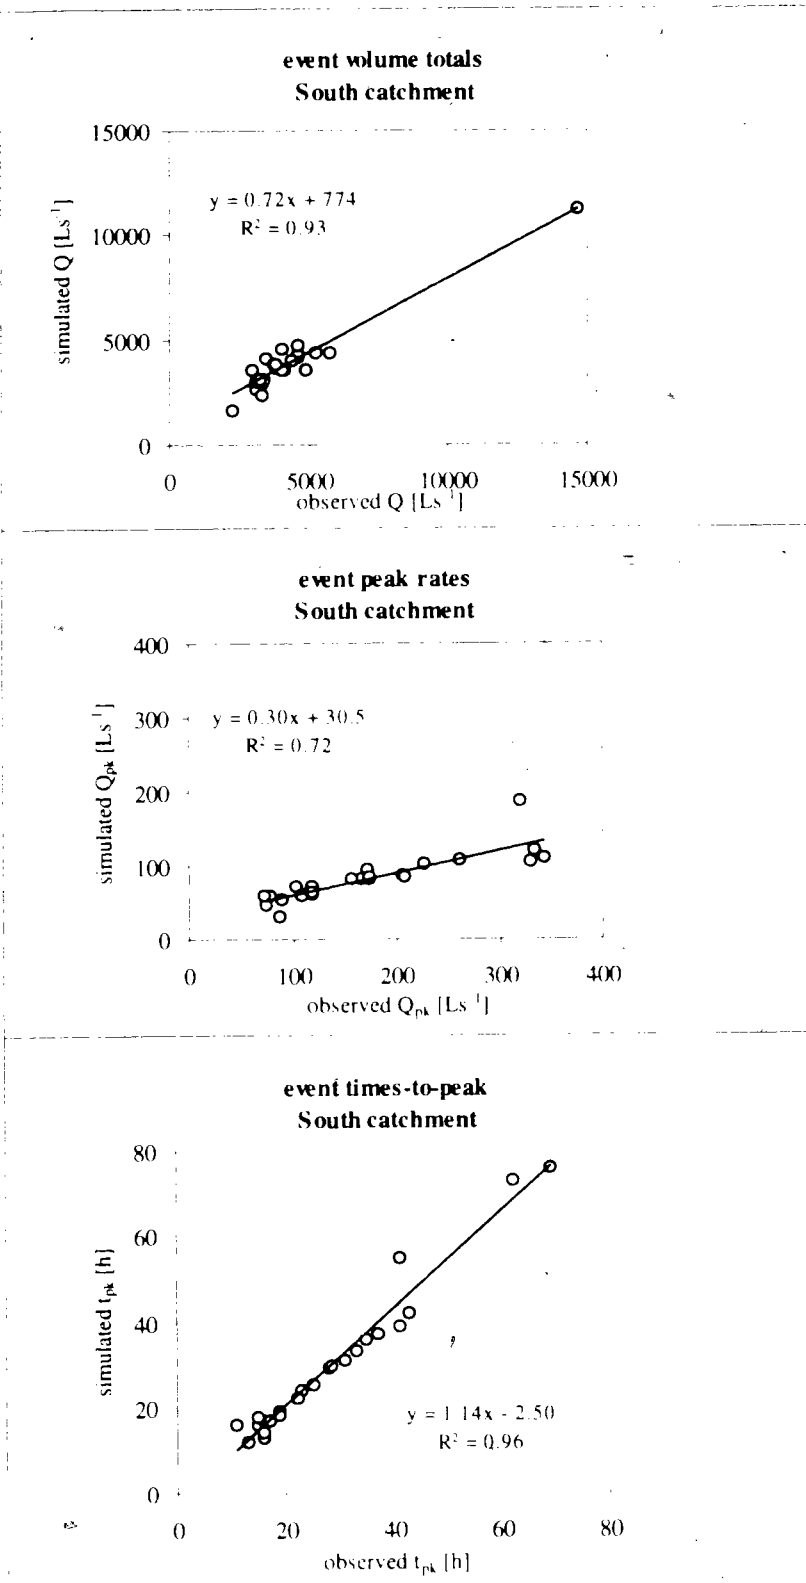 event volume totals
South catchment
15000
10000
5000
0
simulated Q [Ls⁻¹]
y = 0.72x + 774
R² = 0.93
0 5000 10000 15000
observed Q [Ls⁻¹]
event peak rates
South catchment
400
300
200
100
0
simulated Qpk [Ls⁻¹]
y = 0.30x + 30.5
R² = 0.72
0 100 200 300 400
observed Qpk [Ls⁻¹]
event times-to-peak
South catchment
80
60
40
20
0
simulated tpk [h]
y = 1.14x - 2.50
R² = 0.96
0 20 40 60 80
observed tpk [h]